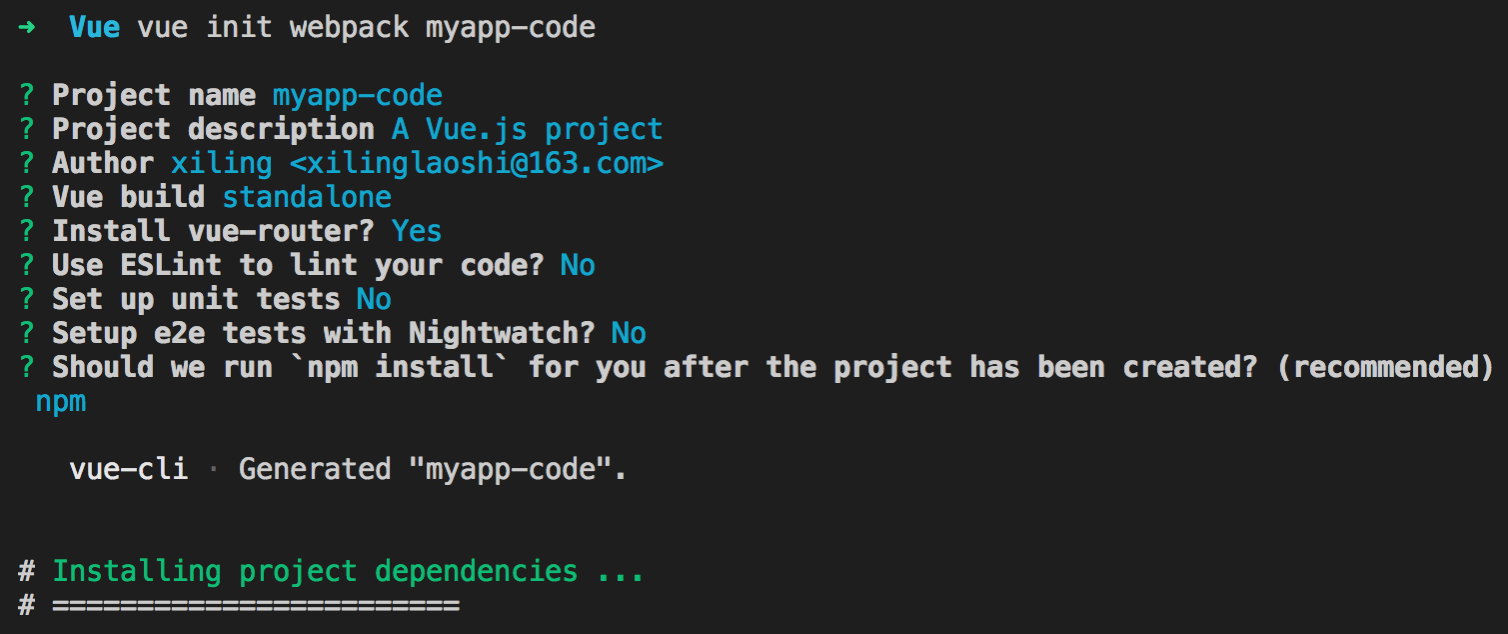 ➜  Vue vue init webpack myapp-code
? Project name myapp-code
? Project description A Vue.js project
? Author xiling <xilinglaoshi@163.com>
? Vue build standalone
? Install vue-router? Yes
? Use ESLint to lint your code? No
? Set up unit tests No
? Setup e2e tests with Nightwatch? No
? Should we run `npm install` for you after the project has been created? (recommended)
npm
vue-cli · Generated "myapp-code".
# Installing project dependencies ...
# ========================